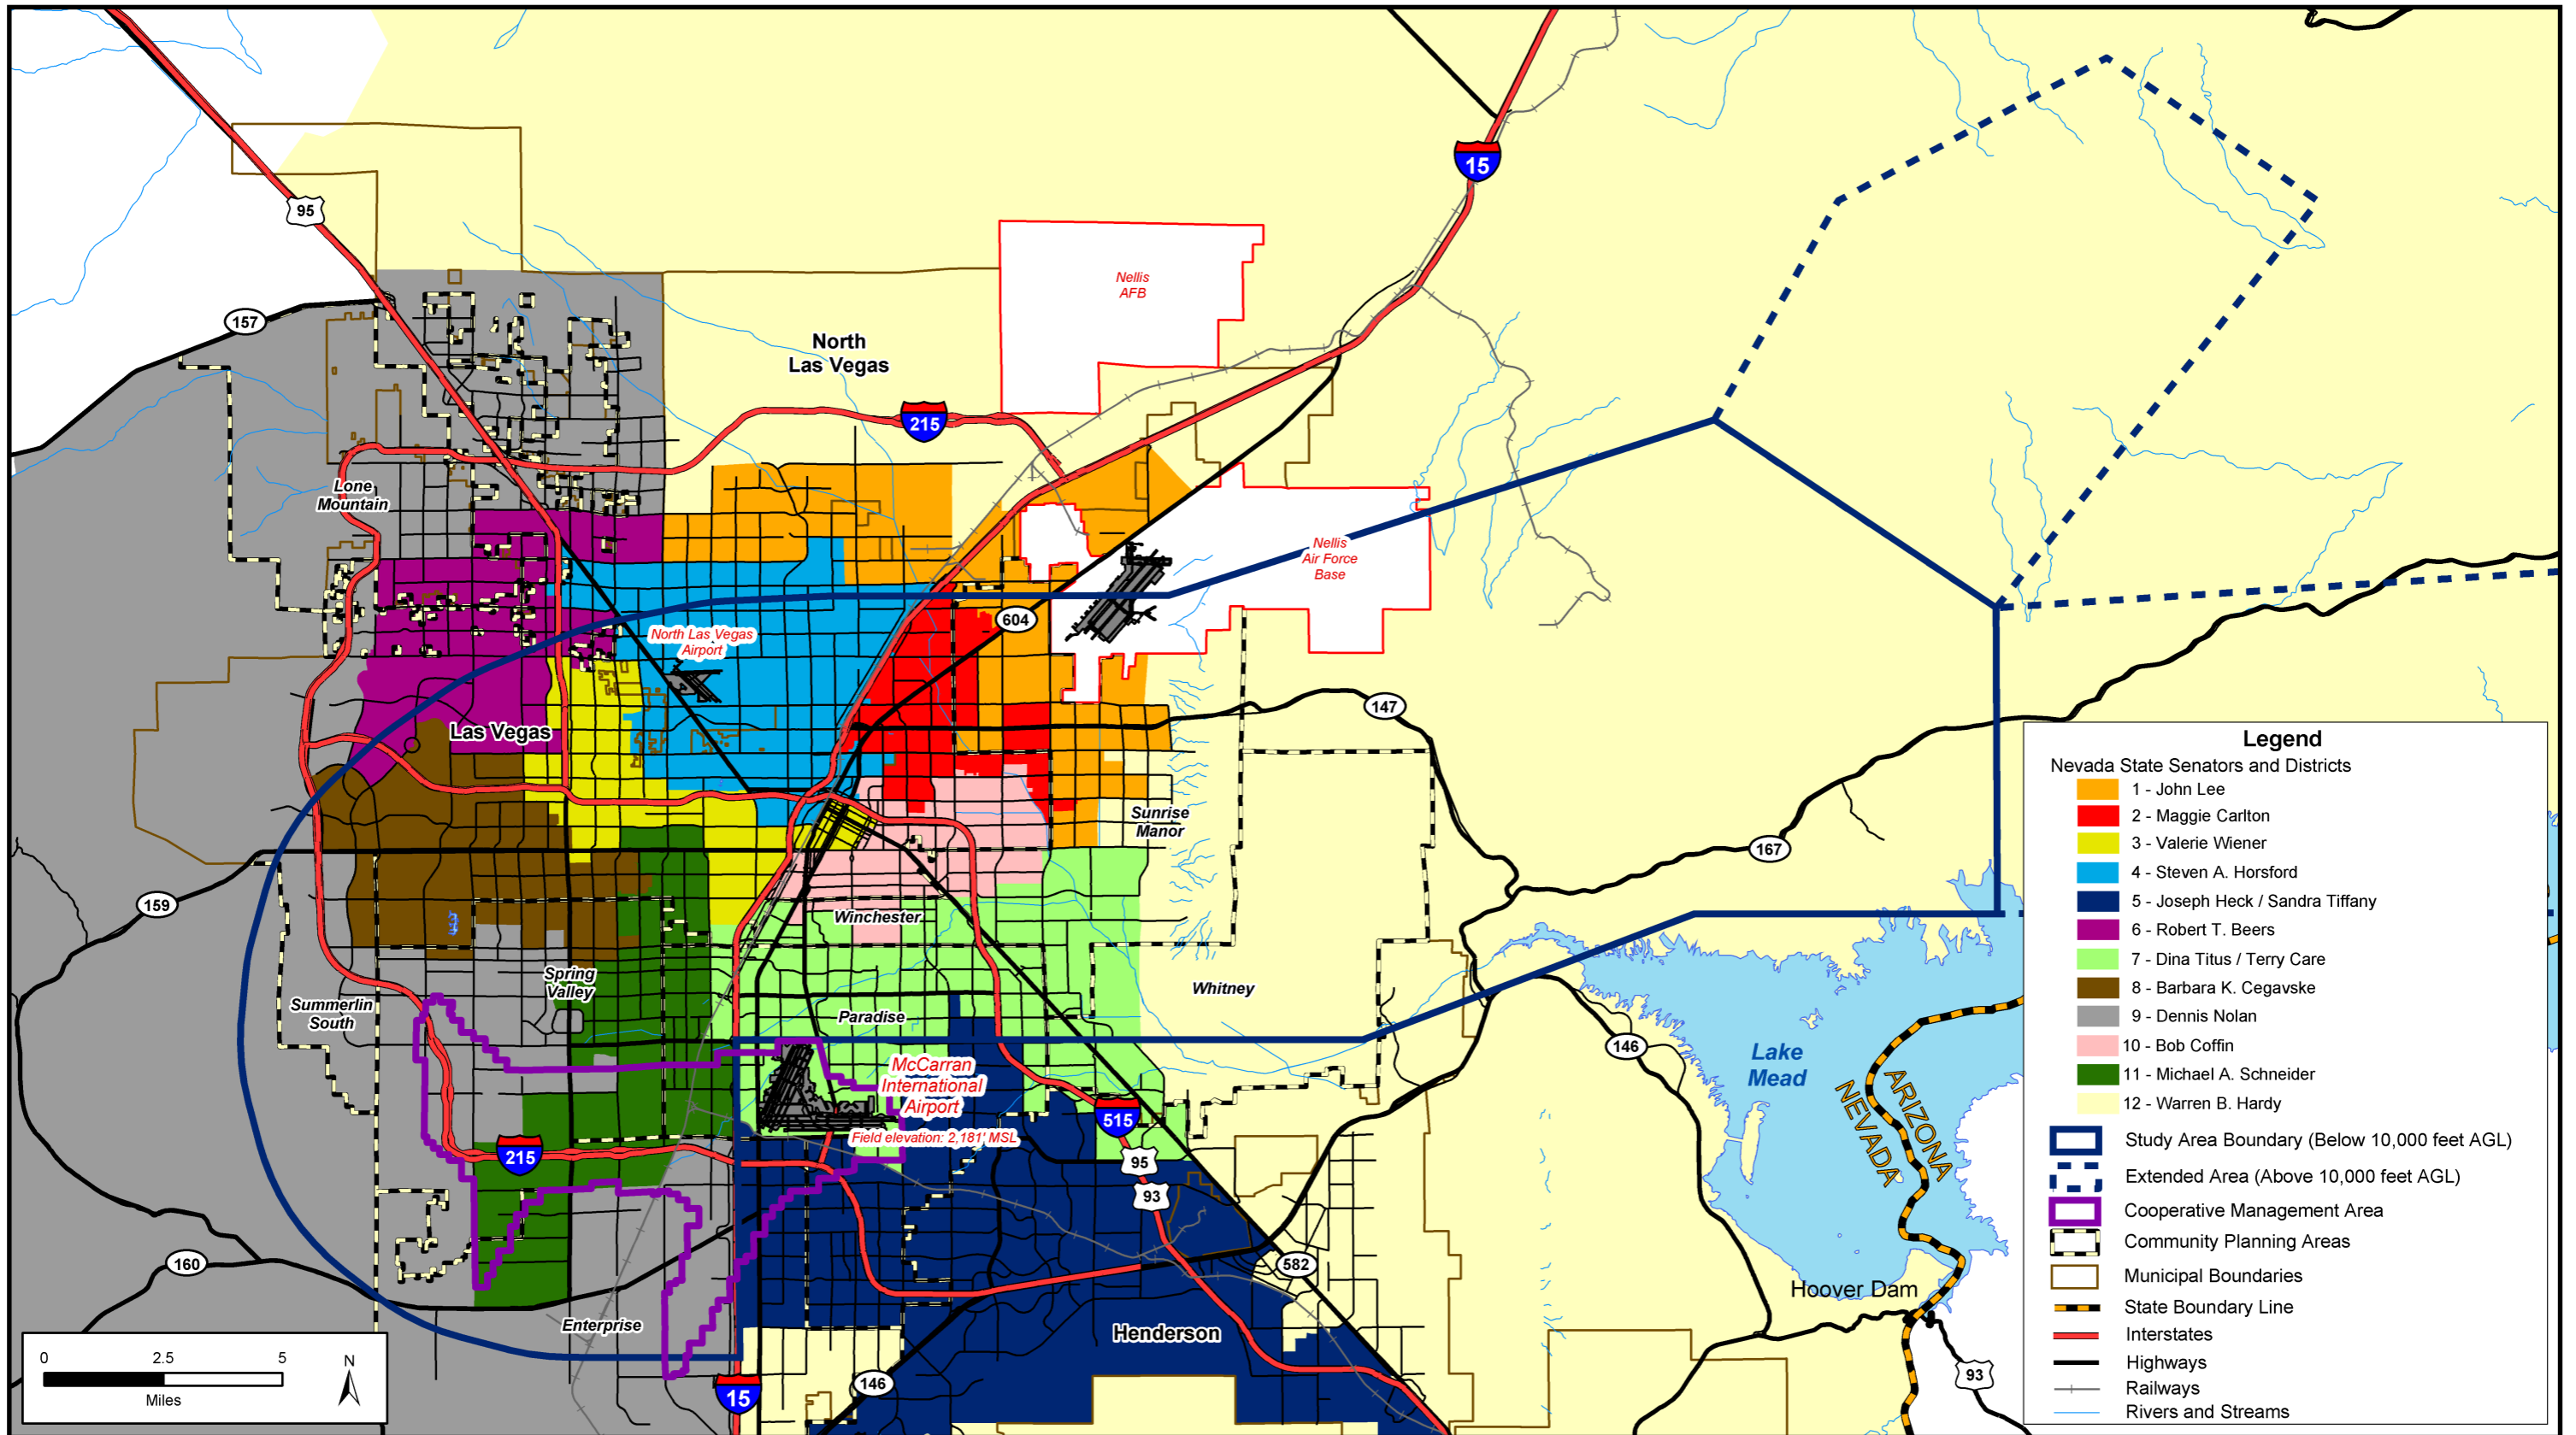 15
95
Nellis
AFB
157
North
Las Vegas
215
Lone
Mountain
Nellis
Air Force
Base
604
North Las Vegas
Airport
147
Las Vegas
Sunrise
Manor
167
159
Winchester
Spring
Valley
Summerlin
South
Whitney
Paradise
McCarran
International
Airport
Field elevation: 2,181' MSL
146
Lake
Mead
NEVADA
ARIZONA
515
215
95
93
160
582
Hoover Dam
Enterprise
Henderson
15
146
93
0 2.5 5
Miles
N
Legend
Nevada State Senators and Districts
1 - John Lee
2 - Maggie Carlton
3 - Valerie Wiener
4 - Steven A. Horsford
5 - Joseph Heck / Sandra Tiffany
6 - Robert T. Beers
7 - Dina Titus / Terry Care
8 - Barbara K. Cegavske
9 - Dennis Nolan
10 - Bob Coffin
11 - Michael A. Schneider
12 - Warren B. Hardy
Study Area Boundary (Below 10,000 feet AGL)
Extended Area (Above 10,000 feet AGL)
Cooperative Management Area
Community Planning Areas
Municipal Boundaries
State Boundary Line
Interstates
Highways
Railways
Rivers and Streams